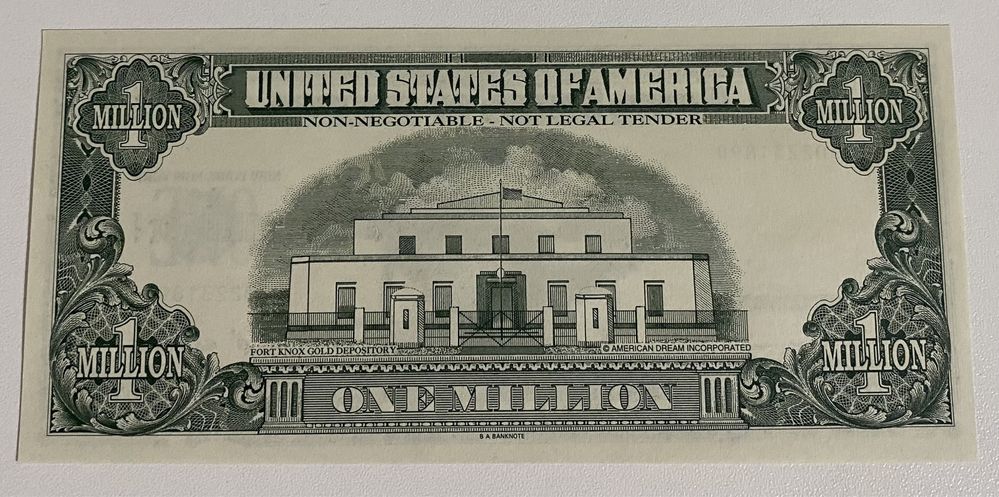 UNITED STATES OF AMERICA
NON-NEGOTIABLE - NOT LEGAL TENDER
1
MILLION
1
MILLION
FORT KNOX GOLD DEPOSITORY
© AMERICAN DREAM INCORPORATED
1
MILLION
1
MILLION
ONE MILLION
B A BANKNOTE